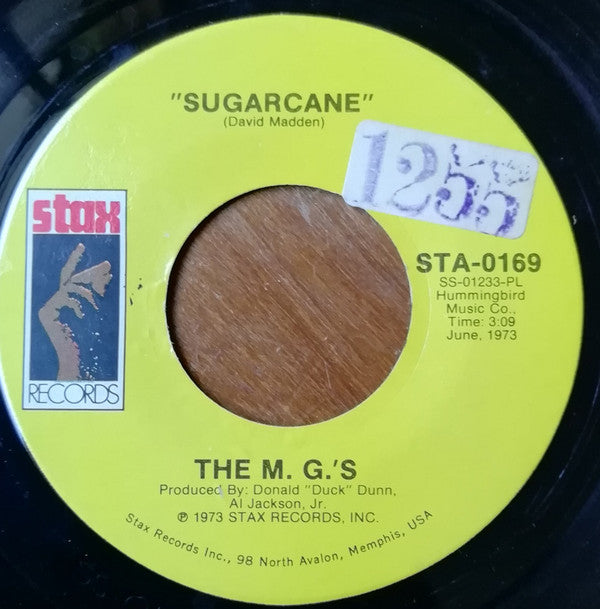 "SUGARCANE"
(David Madden)
1255
stax
RECORDS
STA-0169
SS-01233-PL
Hummingbird
Music Co.,
Time: 3:09
June, 1973
THE M. G.'S
Produced By: Donald "Duck" Dunn,
Al Jackson, Jr.
℗ 1973 STAX RECORDS, INC.
Stax Records Inc., 98 North Avalon, Memphis, USA